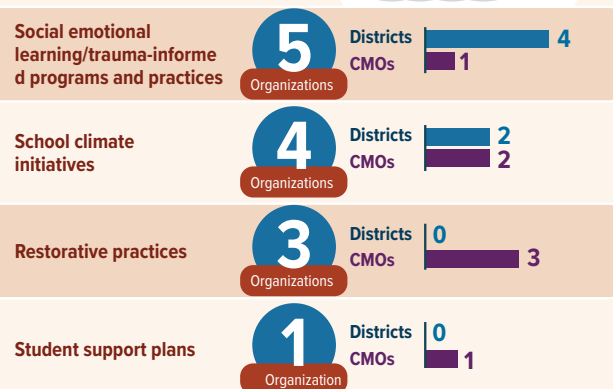 Social emotional
learning/trauma-informe
d programs and practices
5
Organizations
Districts 4
CMOs 1
School climate
initiatives
4
Organizations
Districts 2
CMOs 2
Restorative practices
3
Organizations
Districts 0
CMOs 3
Student support plans
1
Organization
Districts 0
CMOs 1